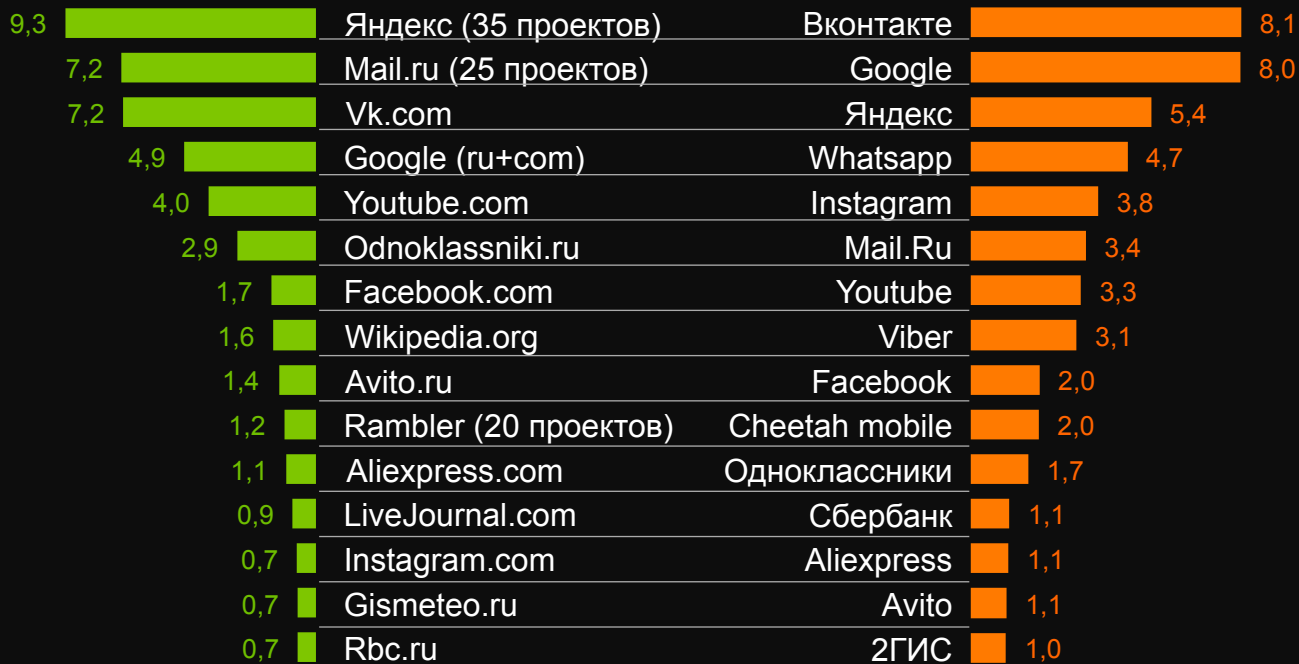 9,3 Яндекс (35 проектов) Вконтакте 8,1
7,2 Mail.ru (25 проектов) Google 8,0
7,2 Vk.com Яндекс 5,4
4,9 Google (ru+com) Whatsapp 4,7
4,0 Youtube.com Instagram 3,8
2,9 Odnoklassniki.ru Mail.Ru 3,4
1,7 Facebook.com Youtube 3,3
1,6 Wikipedia.org Viber 3,1
1,4 Avito.ru Facebook 2,0
1,2 Rambler (20 проектов) Cheetah mobile 2,0
1,1 Aliexpress.com Одноклассники 1,7
0,9 LiveJournal.com Сбербанк 1,1
0,7 Instagram.com Aliexpress 1,1
0,7 Gismeteo.ru Avito 1,1
0,7 Rbc.ru 2ГИС 1,0